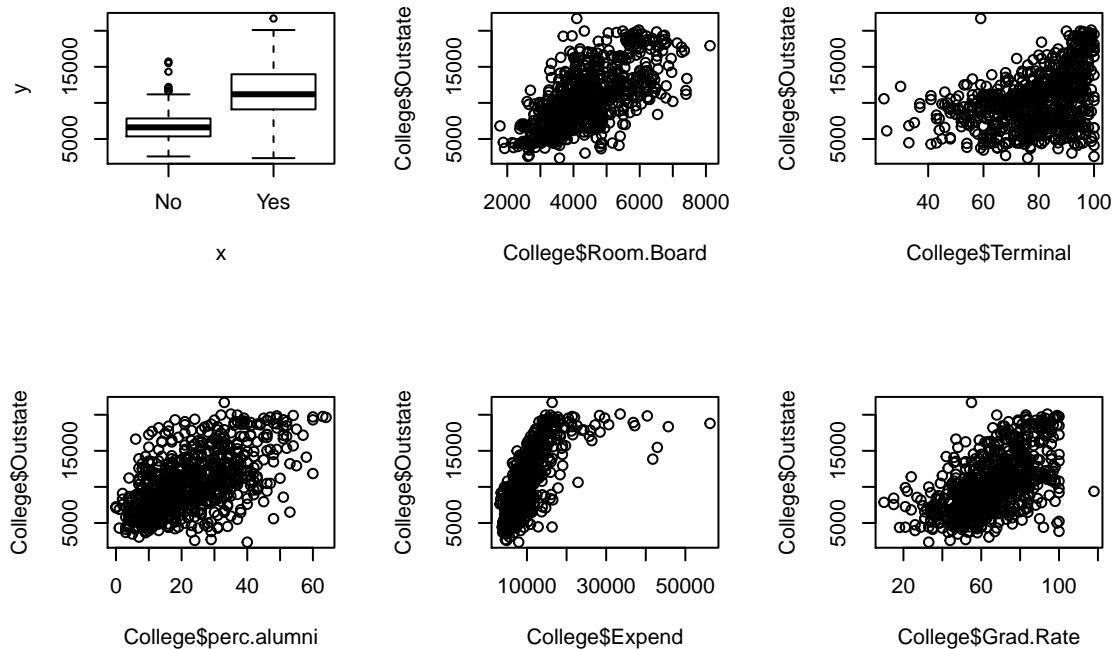 y
5000 15000
No Yes
x
College$Outstate
5000 15000
2000 4000 6000 8000
College$Room.Board
College$Outstate
5000 15000
40 60 80 100
College$Terminal
College$Outstate
5000 15000
0 20 40 60
College$perc.alumni
College$Outstate
5000 15000
10000 30000 50000
College$Expend
College$Outstate
5000 15000
20 60 100
College$Grad.Rate